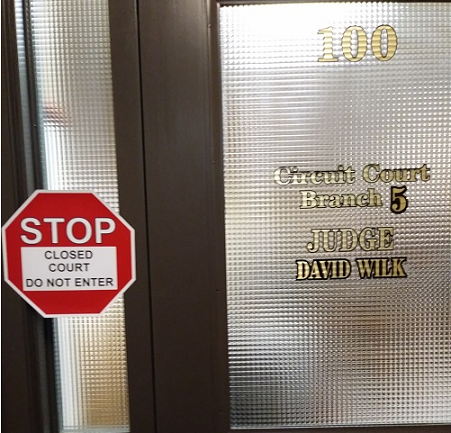 100
Circuit Court
Branch 5
JUDGE
DAVID WILK
STOP
CLOSED
COURT
DO NOT ENTER